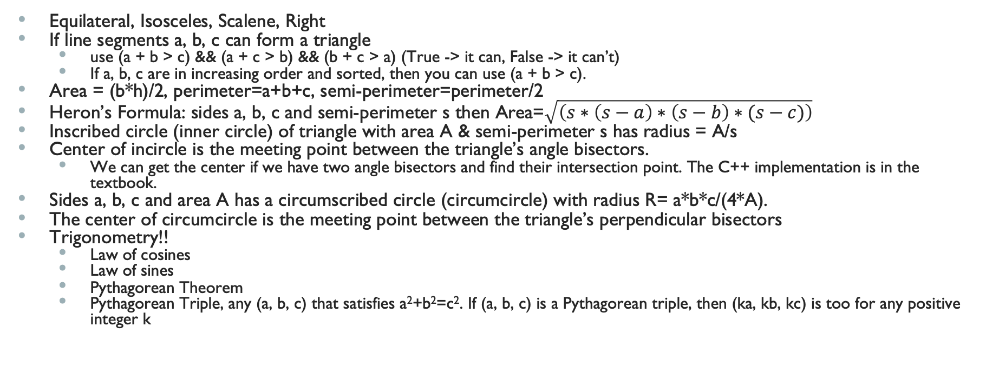 • Equilateral, Isosceles, Scalene, Right
• If line segments a, b, c can form a triangle
• use (a + b > c) && (a + c > b) && (b + c > a) (True -> it can, False -> it can’t)
• If a, b, c are in increasing order and sorted, then you can use (a + b > c).
• Area = (b*h)/2, perimeter=a+b+c, semi-perimeter=perimeter/2
• Heron’s Formula: sides a, b, c and semi-perimeter s then Area=√(s ∗ (s − a) ∗ (s − b) ∗ (s − c))
• Inscribed circle (inner circle) of triangle with area A & semi-perimeter s has radius = A/s
• Center of incircle is the meeting point between the triangle’s angle bisectors.
• We can get the center if we have two angle bisectors and find their intersection point. The C++ implementation is in the
textbook.
• Sides a, b, c and area A has a circumscribed circle (circumcircle) with radius R= a*b*c/(4*A).
• The center of circumcircle is the meeting point between the triangle’s perpendicular bisectors
• Trigonometry!!
• Law of cosines
• Law of sines
• Pythagorean Theorem
• Pythagorean Triple, any (a, b, c) that satisfies a²+b²=c². If (a, b, c) is a Pythagorean triple, then (ka, kb, kc) is too for any positive
integer k